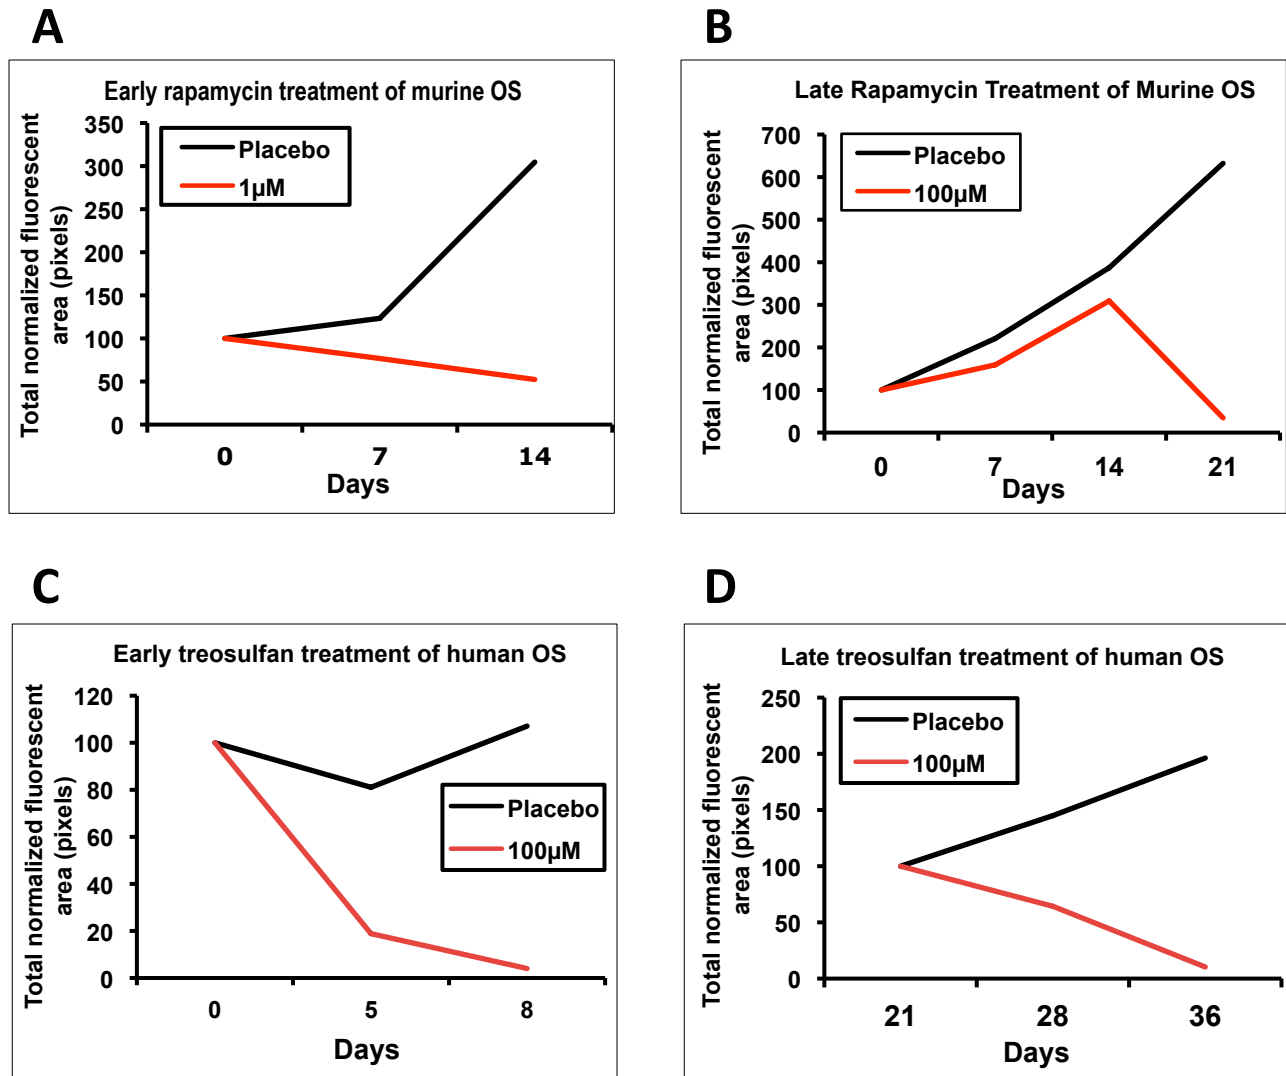 A
Early rapamycin treatment of murine OS
Total normalized fluorescent
area (pixels)
350
300
250
200
150
100
50
0
Placebo
1µM
0 7 14
Days
B
Late Rapamycin Treatment of Murine OS
Total normalized fluorescent
area (pixels)
700
600
500
400
300
200
100
0
Placebo
100µM
0 7 14 21
Days
C
Early treosulfan treatment of human OS
Total normalized fluorescent
area (pixels)
120
100
80
60
40
20
0
Placebo
100µM
0 5 8
Days
D
Late treosulfan treatment of human OS
Total normalized fluorescent
area (pixels)
250
200
150
100
50
0
Placebo
100µM
21 28 36
Days